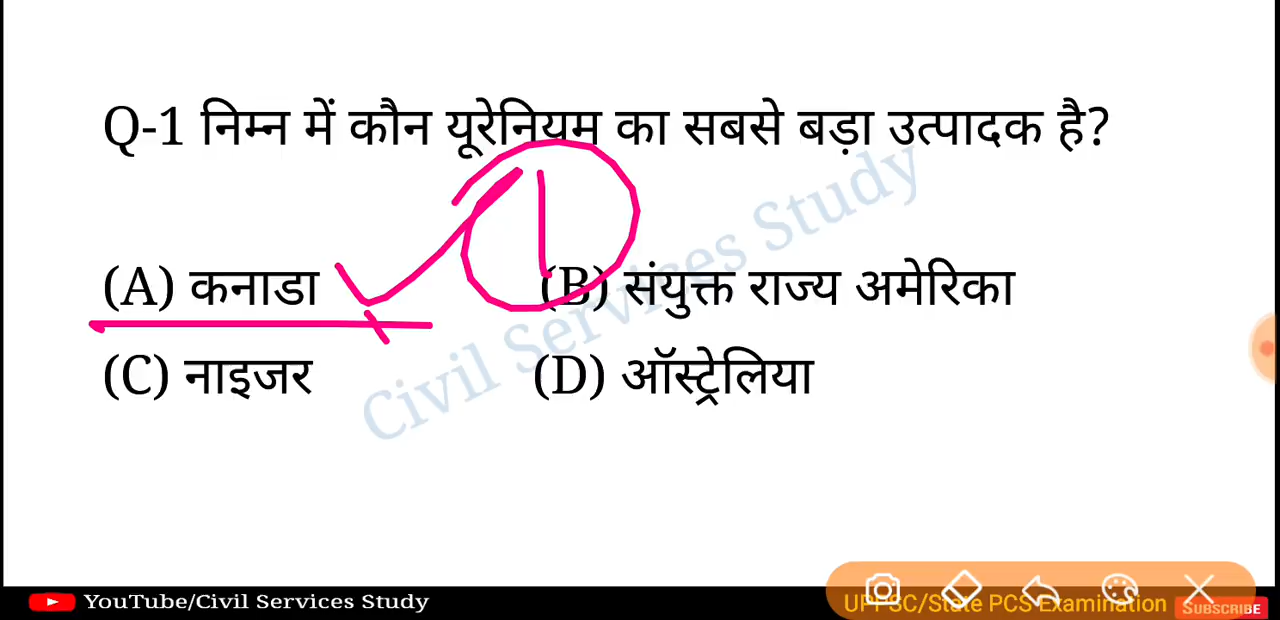 Q-1 निम्न में कौन यूरेनियम का सबसे बड़ा उत्पादक है?
(A) कनाडा (B) संयुक्त राज्य अमेरिका
(C) नाइजर (D) ऑस्ट्रेलिया
Civil Services Study
YouTube/Civil Services Study UPPSC/State PCS Examination SUBSCRIBE